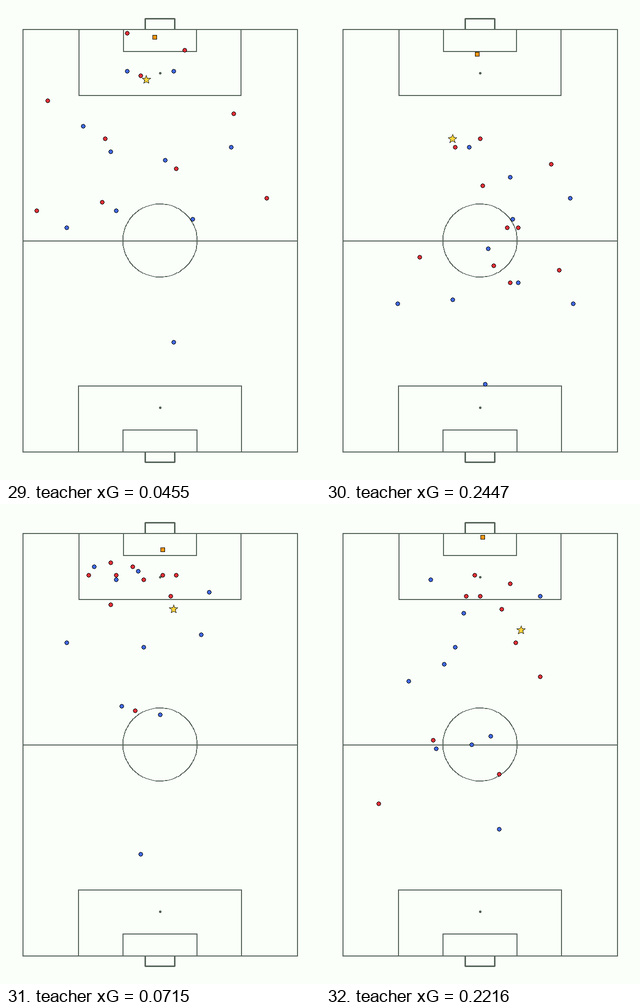 29. teacher xG = 0.0455
30. teacher xG = 0.2447
31. teacher xG = 0.0715
32. teacher xG = 0.2216